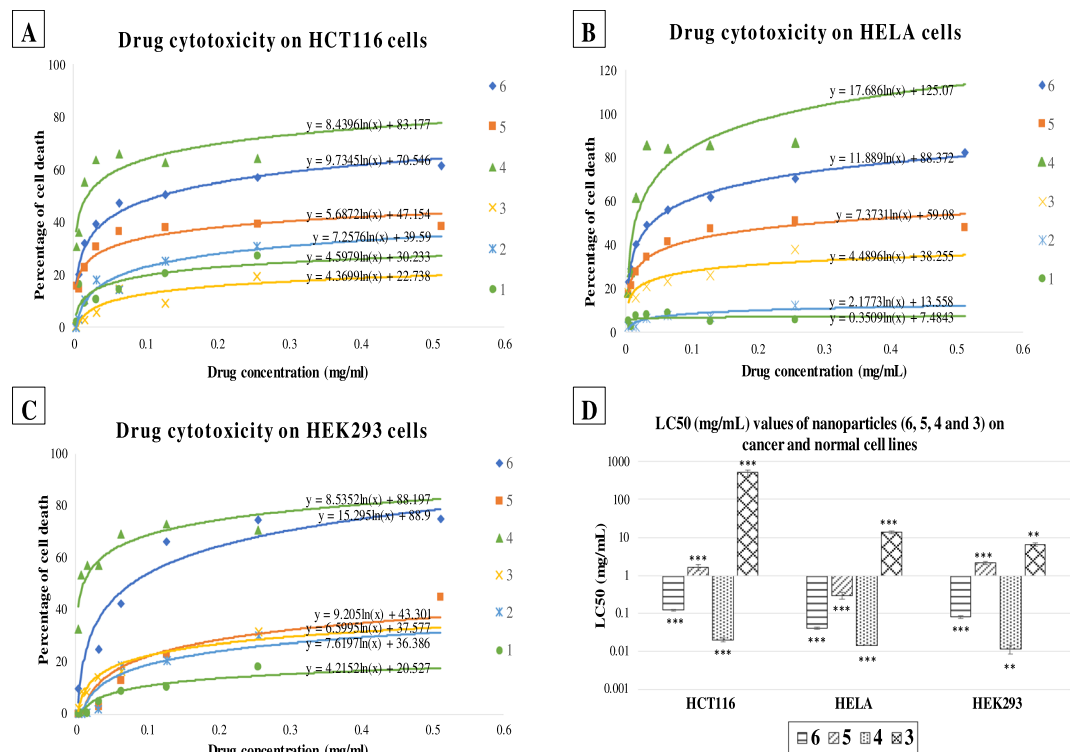 A
Drug cytotoxicity on HCT116 cells
Percentage of cell death
100
80
60
40
20
0
y = 8.4396ln(x) + 83.177
y = 9.7345ln(x) + 70.546
y = 5.6872ln(x) + 47.154
y = 7.2576ln(x) + 39.59
y = 4.5979ln(x) + 30.233
y = 4.3699ln(x) + 22.738
0 0.1 0.2 0.3 0.4 0.5 0.6
Drug concentration (mg/ml)
6
5
4
3
2
1
B
Drug cytotoxicity on HELA cells
Percentage of cell death
120
100
80
60
40
20
0
y = 17.686ln(x) + 125.07
y = 11.889ln(x) + 88.372
y = 7.3731ln(x) + 59.08
y = 4.4896ln(x) + 38.255
y = 2.1773ln(x) + 13.558
y = 0.3509ln(x) + 7.4843
0 0.1 0.2 0.3 0.4 0.5 0.6
Drug concentration (mg/mL)
6
5
4
3
2
1
C
Drug cytotoxicity on HEK293 cells
Percentage of cell death
100
80
60
40
20
0
y = 8.5352ln(x) + 88.197
y = 15.295ln(x) + 88.9
y = 9.205ln(x) + 43.301
y = 6.5995ln(x) + 37.577
y = 7.6197ln(x) + 36.386
y = 4.2152ln(x) + 20.527
0 0.1 0.2 0.3 0.4 0.5 0.6
Drug concentration (mg/ml)
6
5
4
3
2
1
D
LC50 (mg/mL) values of nanoparticles (6, 5, 4 and 3) on
cancer and normal cell lines
LC50 (mg/mL)
1000
100
10
1
0.1
0.01
0.001
*** *** *** ***
*** *** *** ***
*** *** ** **
HCT116 HELA HEK293
6 5 4 3